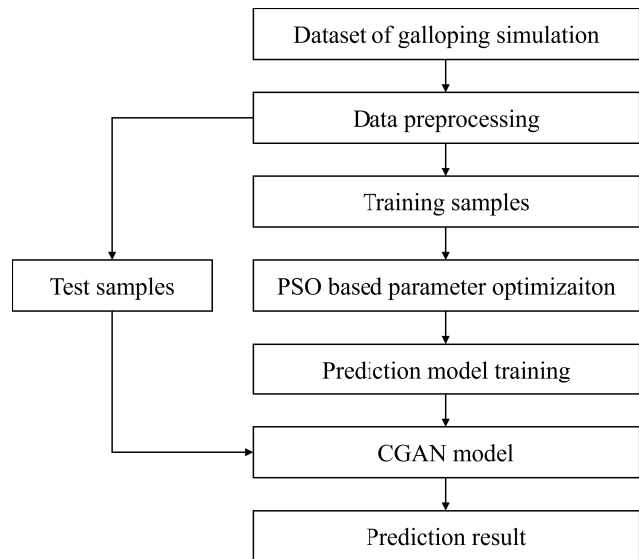 Dataset of galloping simulation
Data preprocessing
Training samples
Test samples
PSO based parameter optimizaiton
Prediction model training
CGAN model
Prediction result